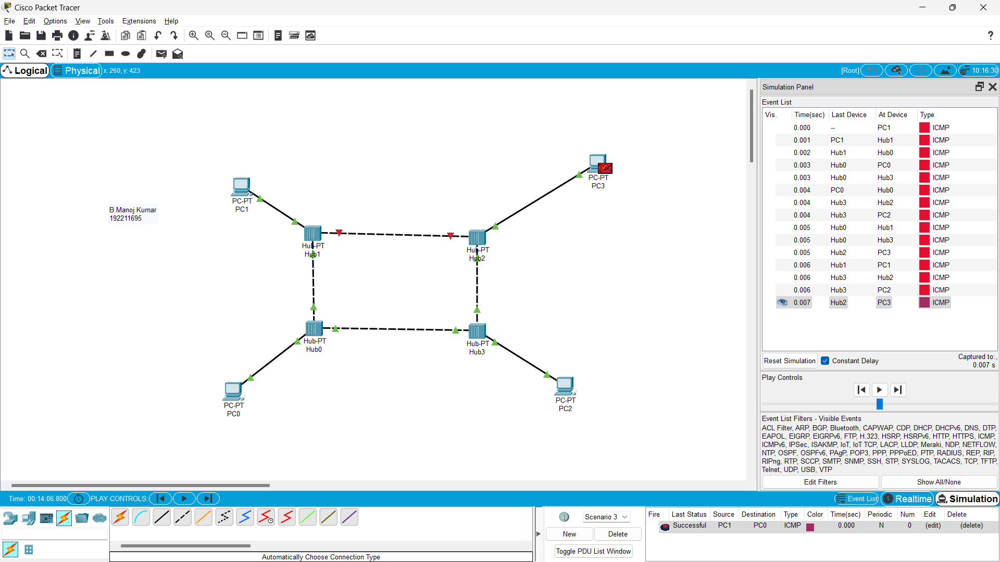 Cisco Packet Tracer
File Edit Options View Tools Extensions Help
Logical Physical x: 260, y: 423 [Root] 10:16:30
B.Manoj Kumar
192211695
PC-PT
PC1
PC-PT
PC3
Hub-PT
Hub1
Hub-PT
Hub2
Hub-PT
Hub0
Hub-PT
Hub3
PC-PT
PC0
PC-PT
PC2
Simulation Panel
Event List
Vis. Time(sec) Last Device At Device Type
0.000 -- PC1 ICMP
0.001 PC1 Hub1 ICMP
0.002 Hub1 Hub0 ICMP
0.003 Hub0 PC0 ICMP
0.003 Hub0 Hub3 ICMP
0.004 PC0 Hub0 ICMP
0.004 Hub3 Hub2 ICMP
0.004 Hub3 PC2 ICMP
0.005 Hub0 Hub1 ICMP
0.005 Hub0 Hub3 ICMP
0.005 Hub2 PC3 ICMP
0.006 Hub1 PC1 ICMP
0.006 Hub3 Hub2 ICMP
0.006 Hub3 PC2 ICMP
0.007 Hub2 PC3 ICMP
Reset Simulation Constant Delay
Captured to:
0.007 s
Play Controls
Event List Filters - Visible Events
ACL Filter, ARP, BGP, Bluetooth, CAPWAP, CDP, DHCP, DHCPv6, DNS, DTP,
EAPOL, EIGRP, EIGRPv6, FTP, H.323, HSRP, HSRPv6, HTTP, HTTPS, ICMP,
ICMPv6, IPSec, ISAKMP, IoT, IoT TCP, LACP, LLDP, Meraki, NDP, NETFLOW,
NTP, OSPF, OSPFv6, PAgP, POP3, PPP, PPPoED, PTP, RADIUS, REP, RIP,
RIPng, RTP, SCCP, SMTP, SNMP, SSH, STP, SYSLOG, TACACS, TCP, TFTP,
Telnet, UDP, USB, VTP
Edit Filters Show All/None
Time: 00:14:06.800 PLAY CONTROLS: Event List Realtime Simulation
Scenario 3
New Delete
Toggle PDU List Window
Fire Last Status Source Destination Type Color Time(sec) Periodic Num Edit Delete
Successful PC1 PC0 ICMP 0.000 N 0 (edit) (delete)
Automatically Choose Connection Type